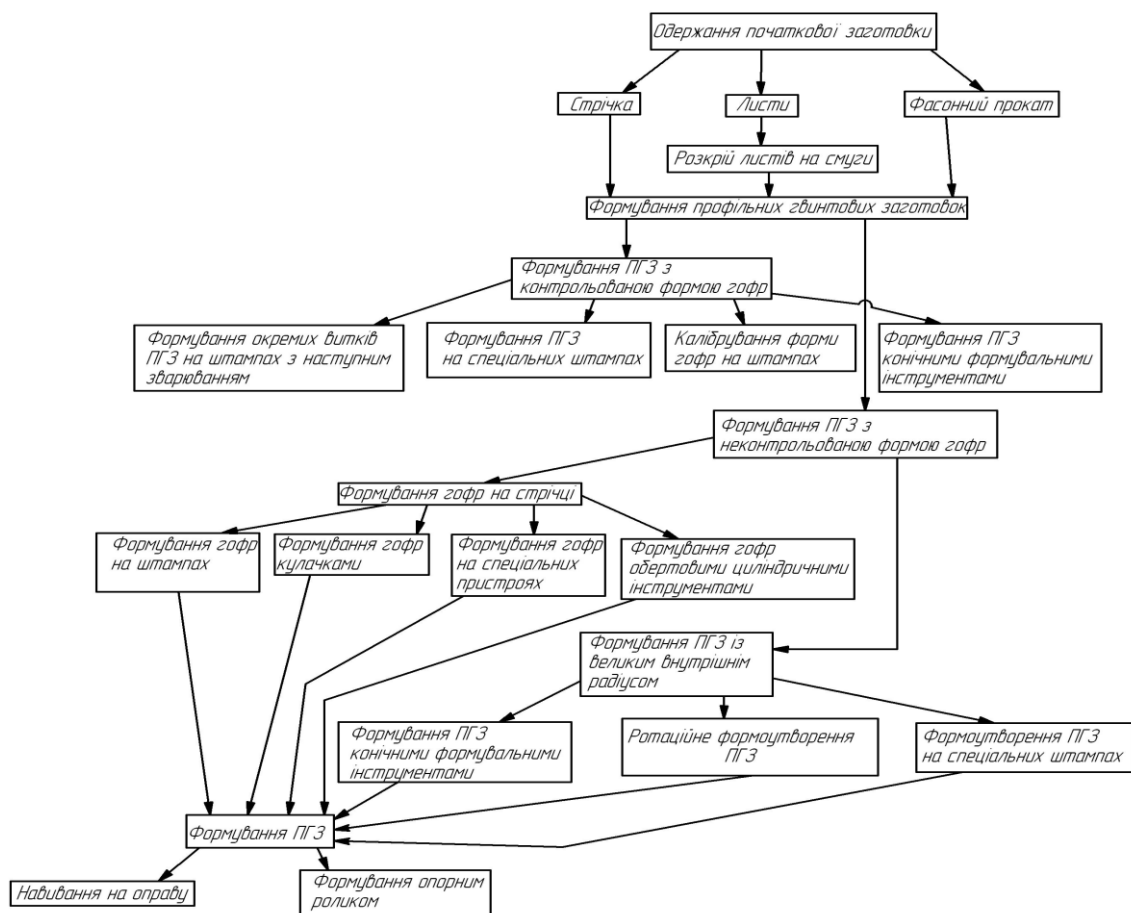 Одержання початкової заготовки
Стрічка
Листи
Фасонний прокат
Розкрій листів на смуги
Формування профільних гвинтових заготовок
Формування ПГЗ з
контрольованою формою гофр
Формування окремих витків
ПГЗ на штампах з наступним
зварюванням
Формування ПГЗ
на спеціальних штампах
Калібрування форми
гофр на штампах
Формування ПГЗ
конічними формувальними
інструментами
Формування ПГЗ з
неконтрольованою формою гофр
Формування гофр на стрічці
Формування гофр
на штампах
Формування гофр
кулачками
Формування гофр
на спеціальних
пристроях
Формування гофр
обертовими циліндричними
інструментами
Формування ПГЗ із
великим внутрішнім
радіусом
Формування ПГЗ
конічними формувальними
інструментами
Ротаційне формоутворення
ПГЗ
Формоутворення ПГЗ
на спеціальних штампах
Формування ПГЗ
Навивання на оправу
Формування опорним
роликом